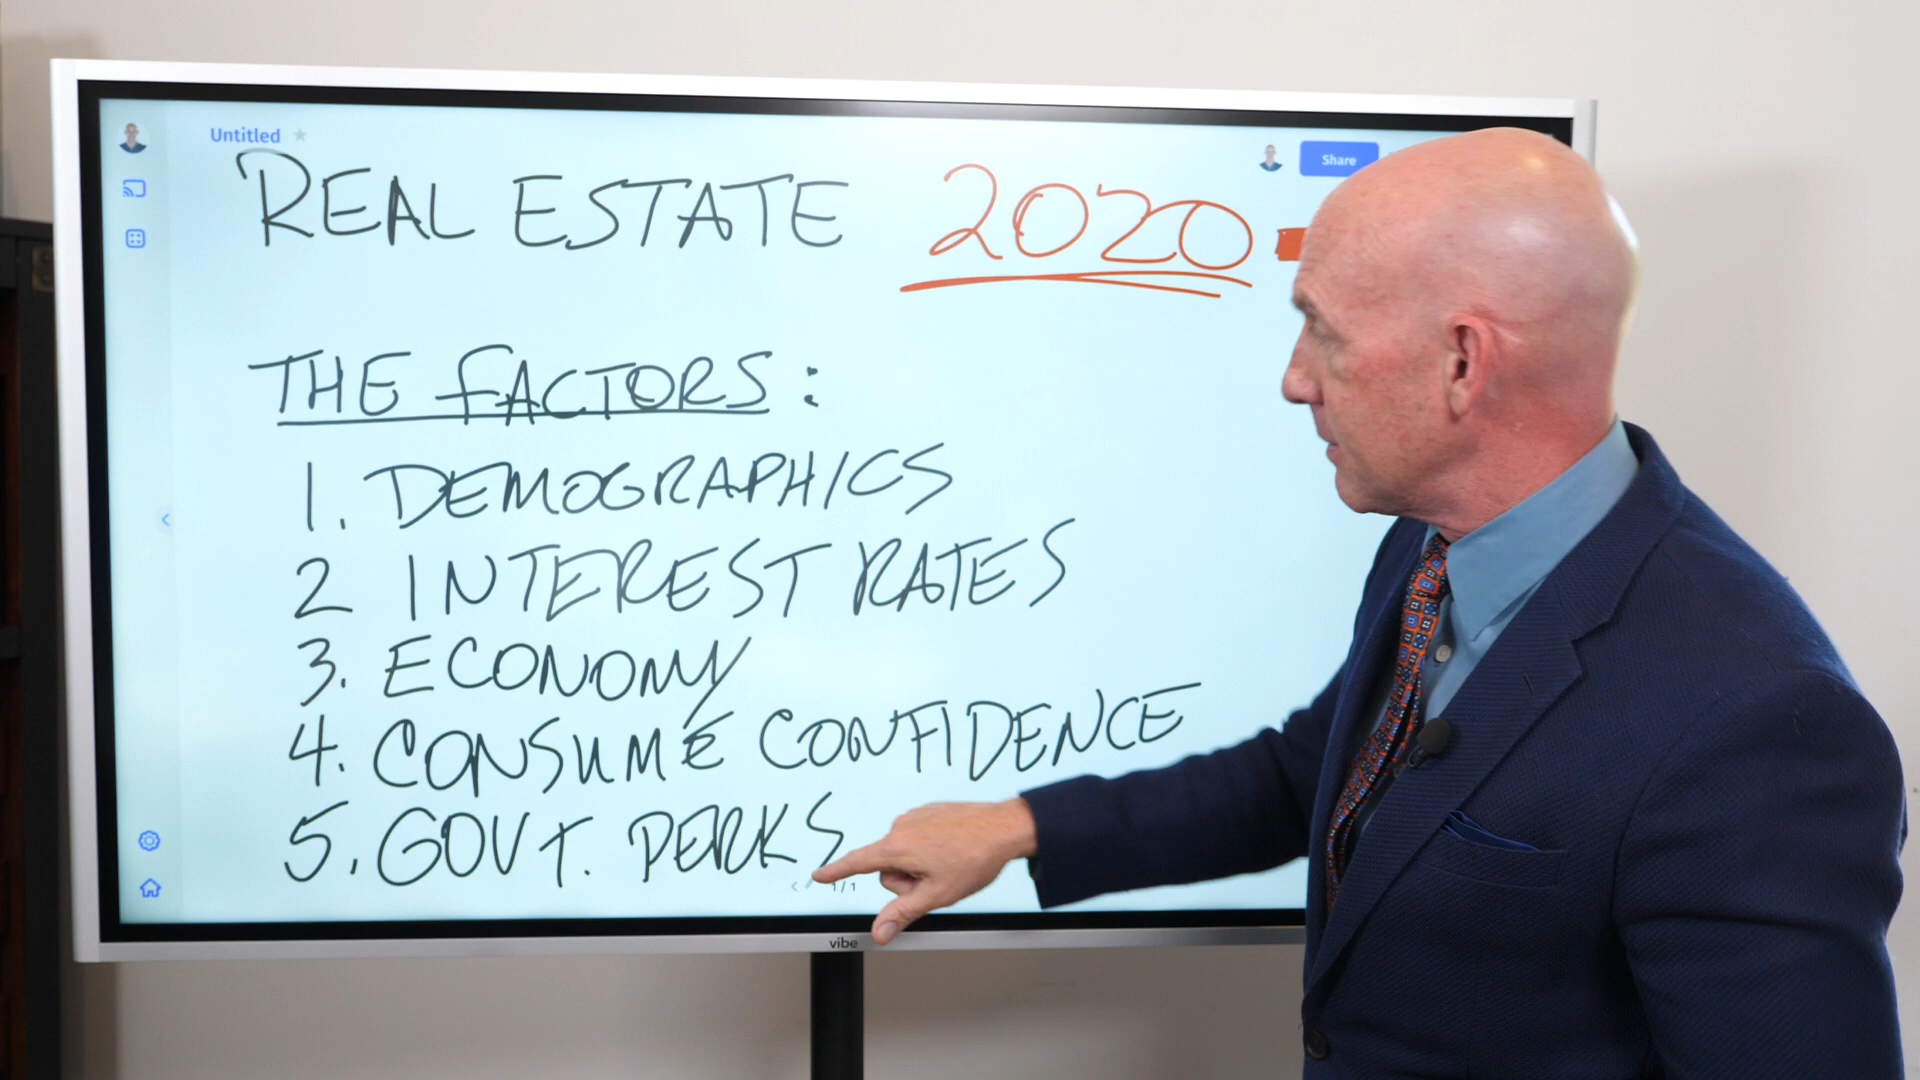 Untitled
Share
REAL ESTATE 2020
THE FACTORS:
1. DEMOGRAPHICS
2 INTEREST RATES
3. ECONOMY
4. CONSUME CONFIDENCE
5. GOVT. PERKS
1/1
vibe